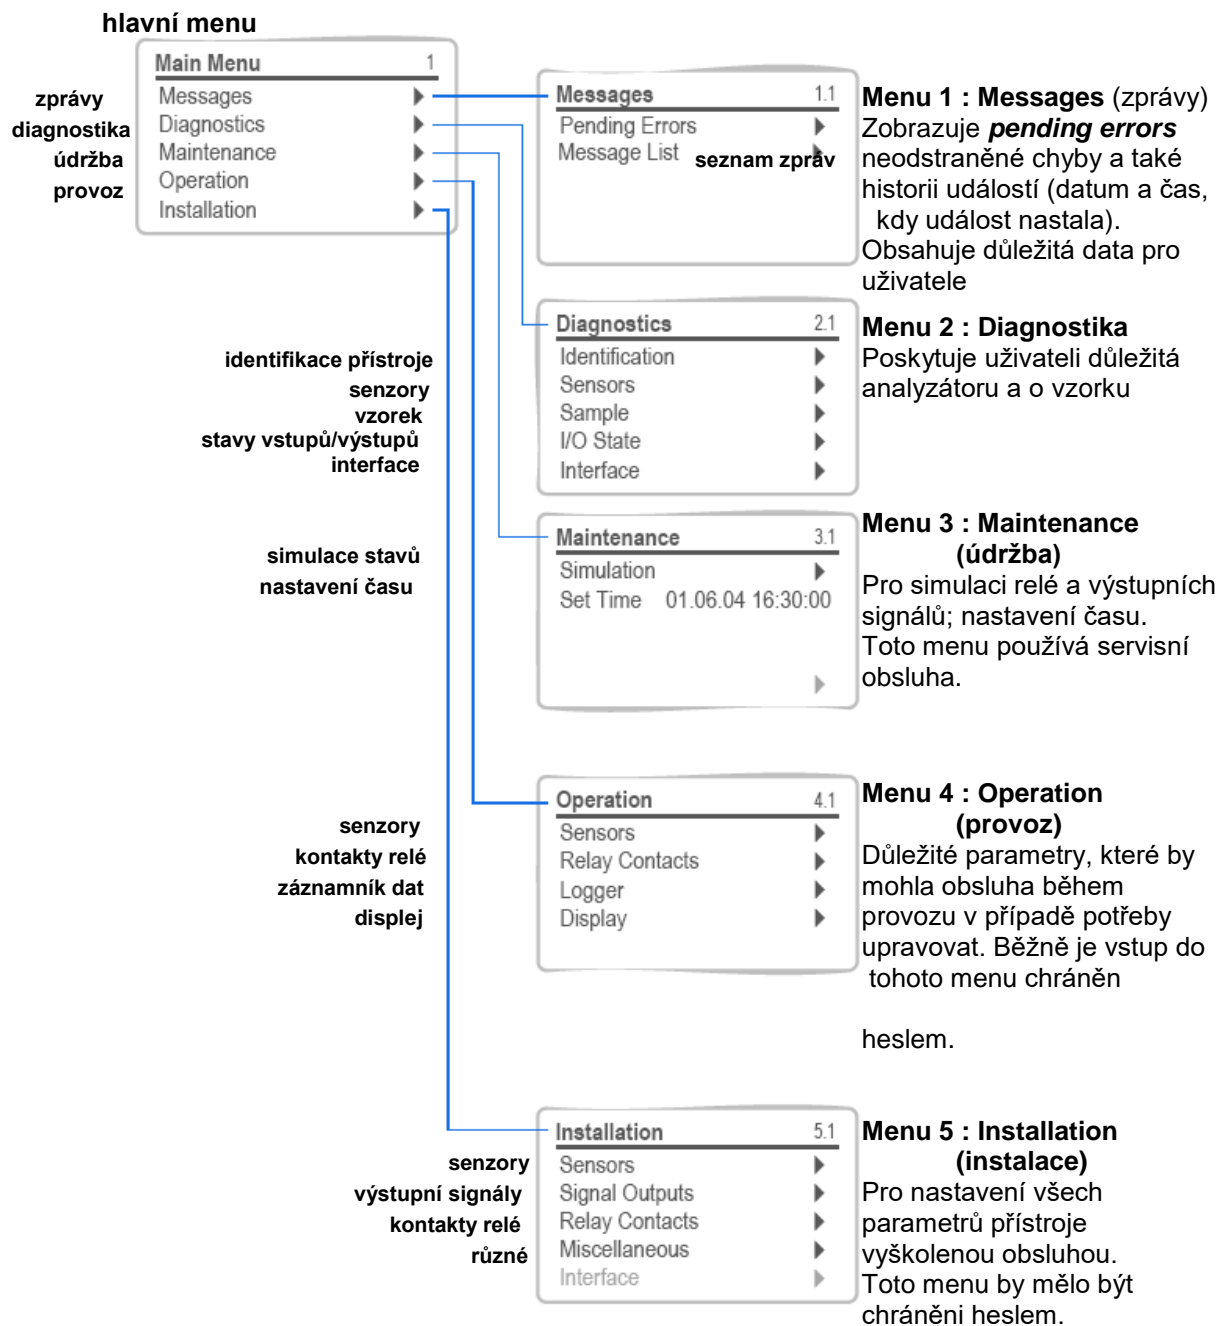 hlavní menu
Main Menu 1
zprávy Messages
diagnostika Diagnostics
údržba Maintenance
provoz Operation
Installation
Messages 1.1
Pending Errors
Message List seznam zpráv
Menu 1 : Messages (zprávy)
Zobrazuje pending errors
neodstraněné chyby a také
historii událostí (datum a čas,
kdy událost nastala).
Obsahuje důležitá data pro
uživatele
Diagnostics 2.1
identifikace přístroje Identification
senzory Sensors
vzorek Sample
stavy vstupů/výstupů I/O State
interface Interface
Menu 2 : Diagnostika
Poskytuje uživateli důležitá
analyzátoru a o vzorku
Maintenance 3.1
simulace stavů Simulation
nastavení času Set Time 01.06.04 16:30:00
Menu 3 : Maintenance
(údržba)
Pro simulaci relé a výstupních
signálů; nastavení času.
Toto menu používá servisní
obsluha.
Operation 4.1
senzory Sensors
kontakty relé Relay Contacts
záznamník dat Logger
displej Display
Menu 4 : Operation
(provoz)
Důležité parametry, které by
mohla obsluha během
provozu v případě potřeby
upravovat. Běžně je vstup do
tohoto menu chráněn
heslem.
Installation 5.1
senzory Sensors
výstupní signály Signal Outputs
kontakty relé Relay Contacts
různé Miscellaneous
Interface
Menu 5 : Installation
(instalace)
Pro nastavení všech
parametrů přístroje
vyškolenou obsluhou.
Toto menu by mělo být
chráněni heslem.